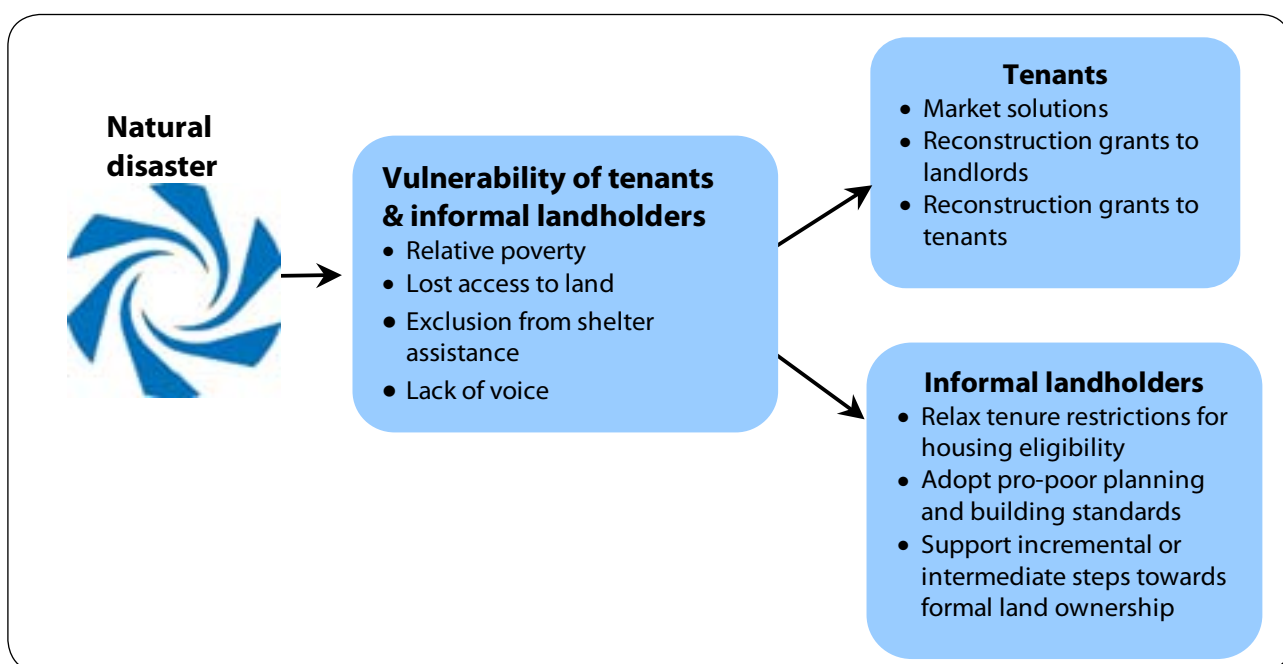 Natural
disaster
Vulnerability of tenants
& informal landholders
• Relative poverty
• Lost access to land
• Exclusion from shelter
assistance
• Lack of voice
Tenants
• Market solutions
• Reconstruction grants to
landlords
• Reconstruction grants to
tenants
Informal landholders
• Relax tenure restrictions for
housing eligibility
• Adopt pro-poor planning
and building standards
• Support incremental or
intermediate steps towards
formal land ownership